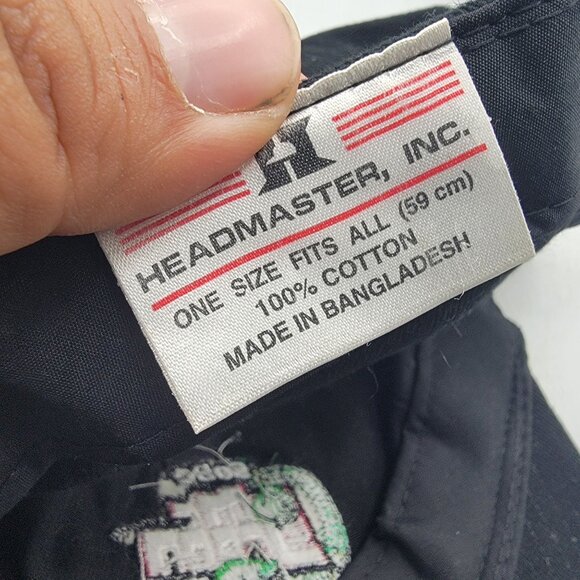 HEADMASTER, INC.
ONE SIZE FITS ALL (59 cm)
100% COTTON
MADE IN BANGLADESH